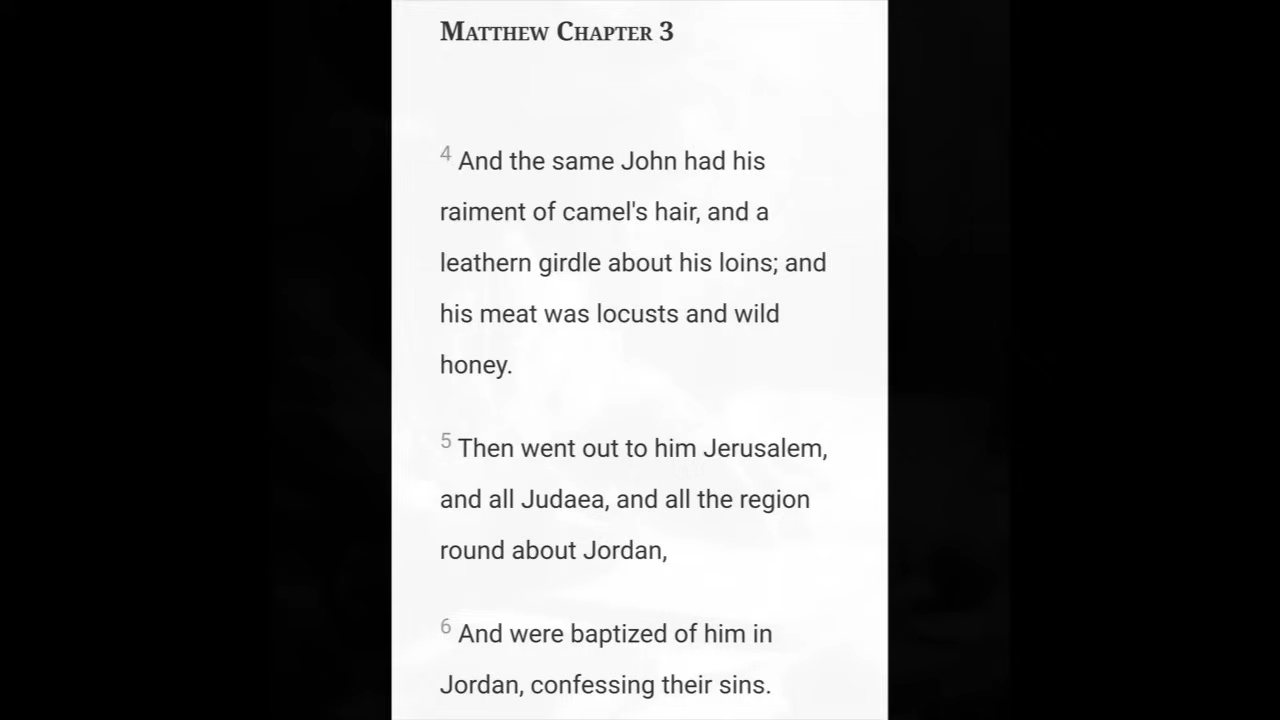 Matthew Chapter 3
4 And the same John had his
raiment of camel's hair, and a
leathern girdle about his loins; and
his meat was locusts and wild
honey.
5 Then went out to him Jerusalem,
and all Judaea, and all the region
round about Jordan,
6 And were baptized of him in
Jordan, confessing their sins.